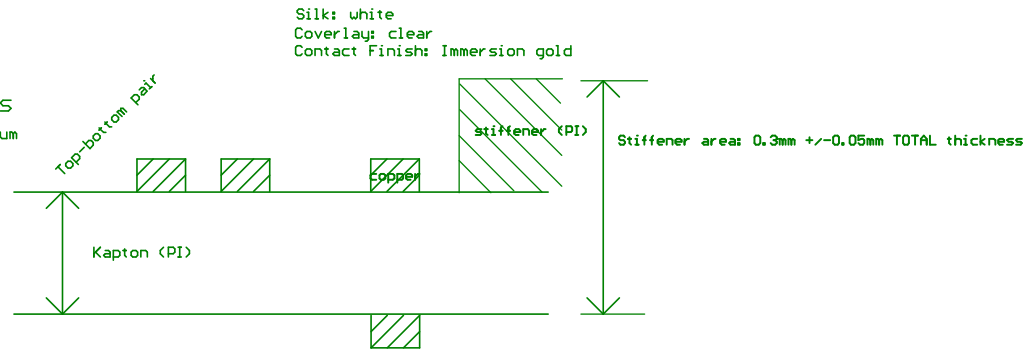 Silk: white
Coverlay: clear
Contact Finish: Immersion gold
S
um
Top-bottom pair
stiffener (PI)
Stiffener area: 0.3mm +/-0.05mm TOTAL thickness
copper
Kapton (PI)